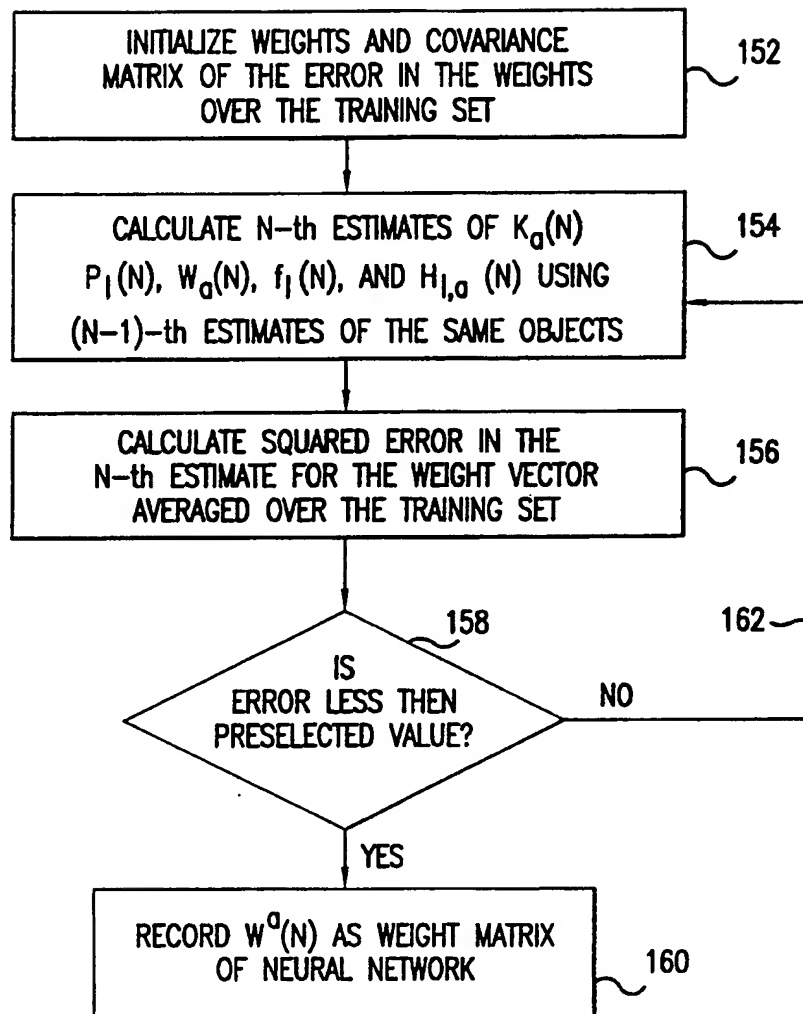 INITIALIZE WEIGHTS AND COVARIANCE
MATRIX OF THE ERROR IN THE WEIGHTS
OVER THE TRAINING SET
152
CALCULATE N-th ESTIMATES OF Ka(N)
Pl(N), Wa(N), fl(N), AND Hl,a (N) USING
(N-1)-th ESTIMATES OF THE SAME OBJECTS
154
CALCULATE SQUARED ERROR IN THE
N-th ESTIMATE FOR THE WEIGHT VECTOR
AVERAGED OVER THE TRAINING SET
156
158
162
IS
ERROR LESS THEN
PRESELECTED VALUE?
NO
YES
RECORD Wa(N) AS WEIGHT MATRIX
OF NEURAL NETWORK
160